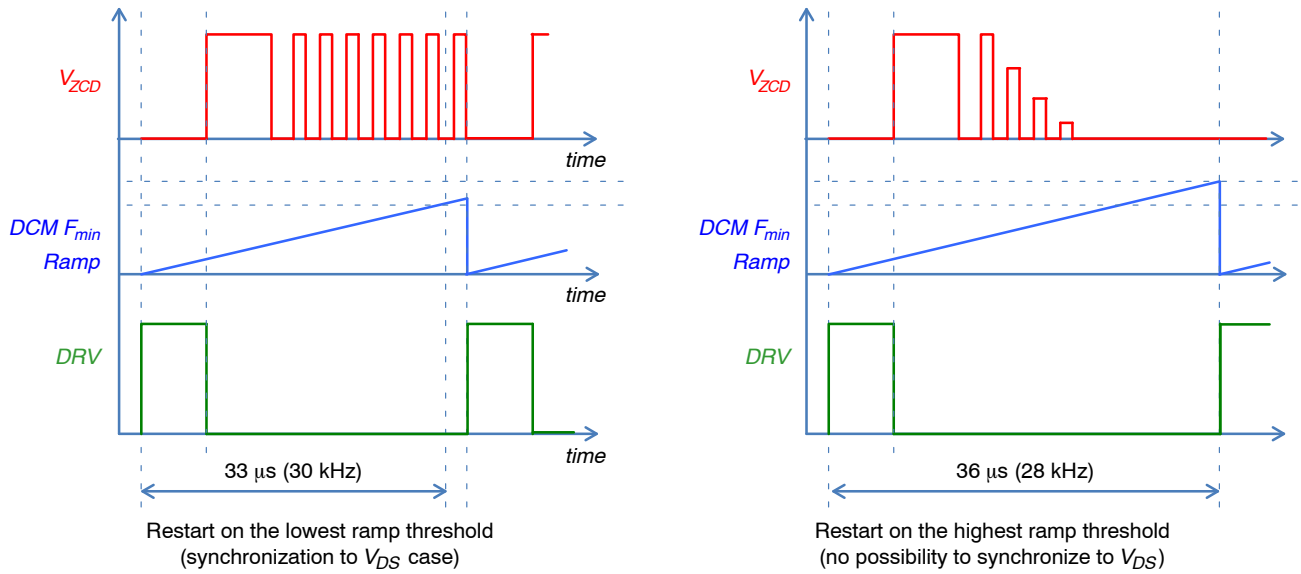 V_ZCD
time
DCM F_min
Ramp
time
DRV
time
33 μs (30 kHz)
Restart on the lowest ramp threshold
(synchronization to V_DS case)
V_ZCD
time
DCM F_min
Ramp
time
DRV
time
36 μs (28 kHz)
Restart on the highest ramp threshold
(no possibility to synchronize to V_DS)